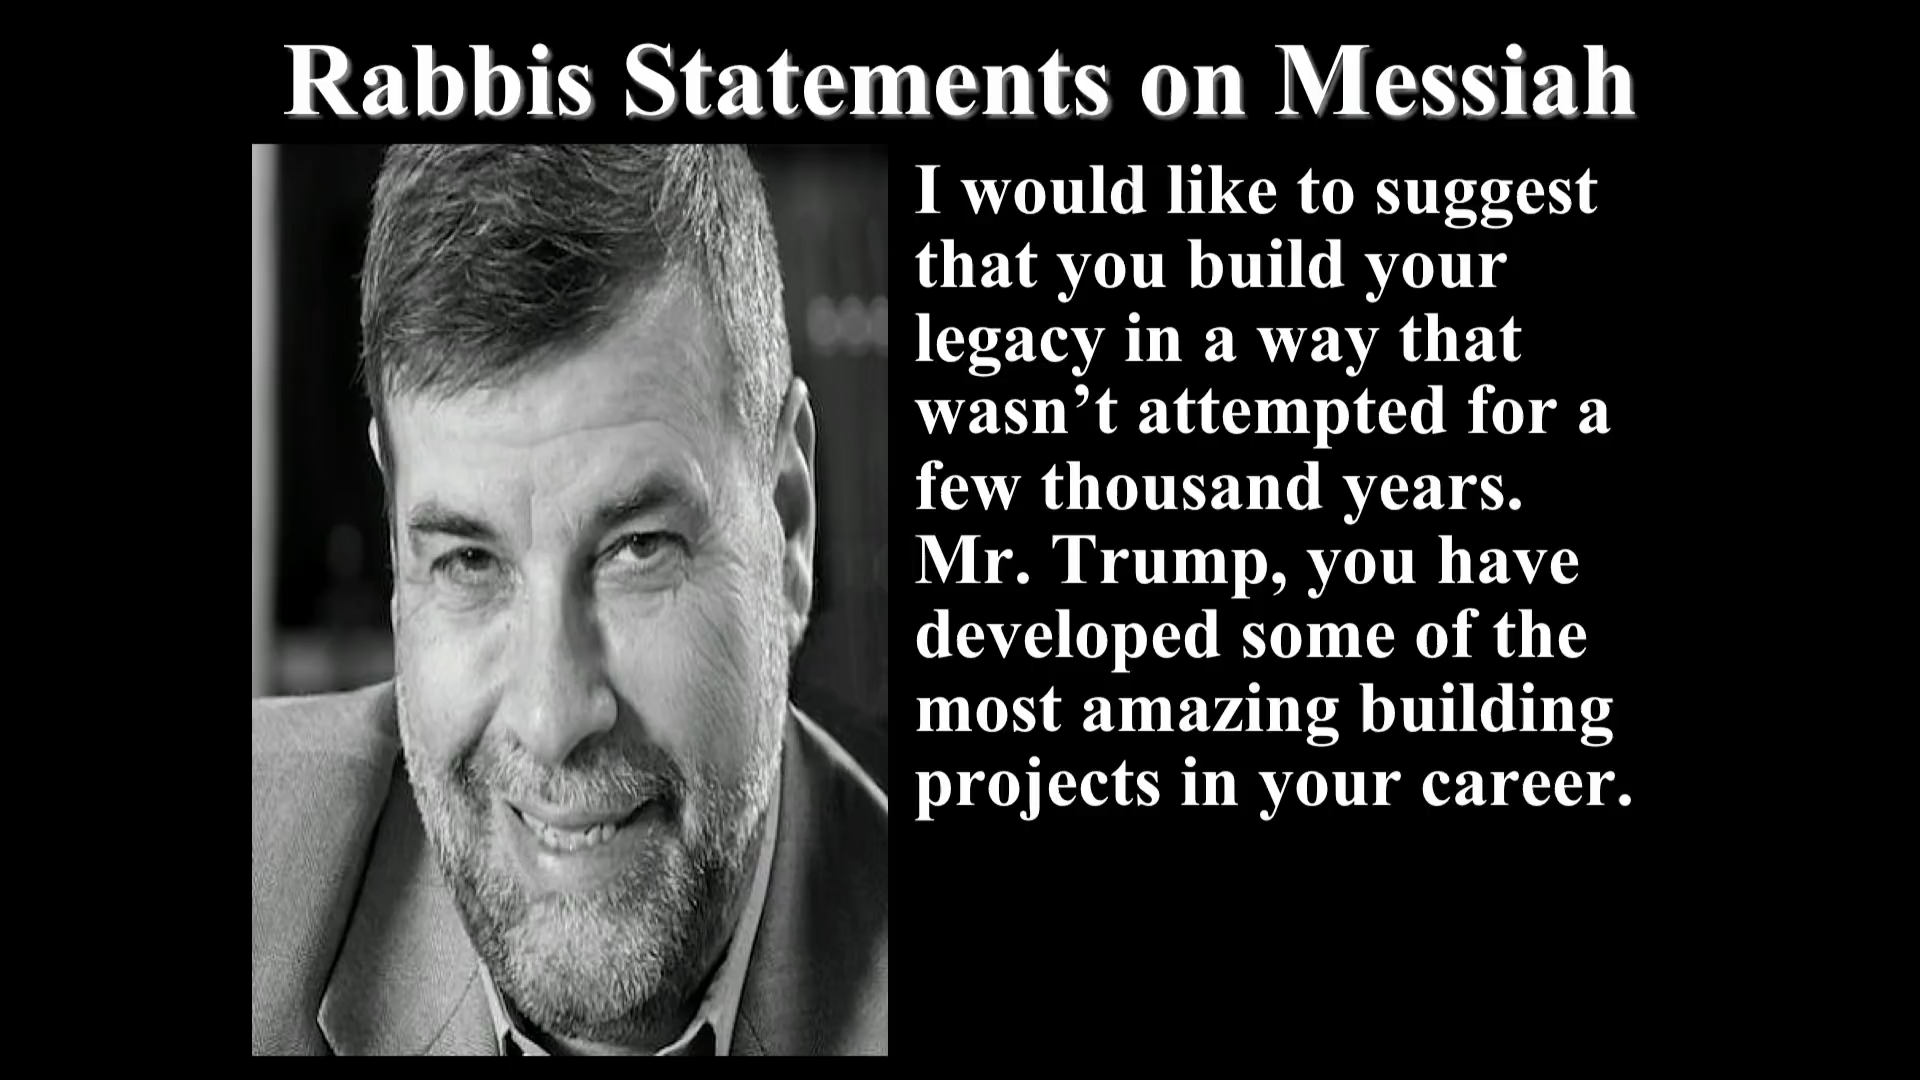 Rabbis Statements on Messiah
I would like to suggest
that you build your
legacy in a way that
wasn’t attempted for a
few thousand years.
Mr. Trump, you have
developed some of the
most amazing building
projects in your career.